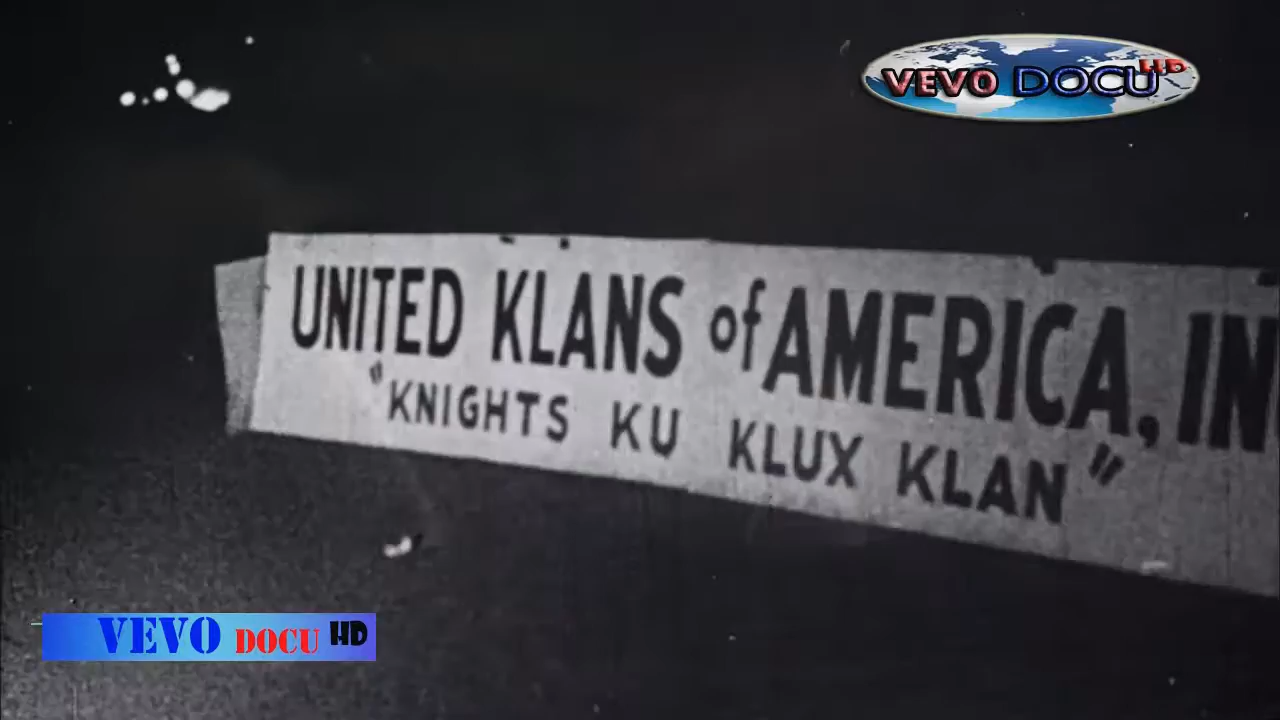 VEVO DOCU HD
UNITED KLANS of AMERICA, IN
"KNIGHTS KU KLUX KLAN"
VEVO DOCU HD